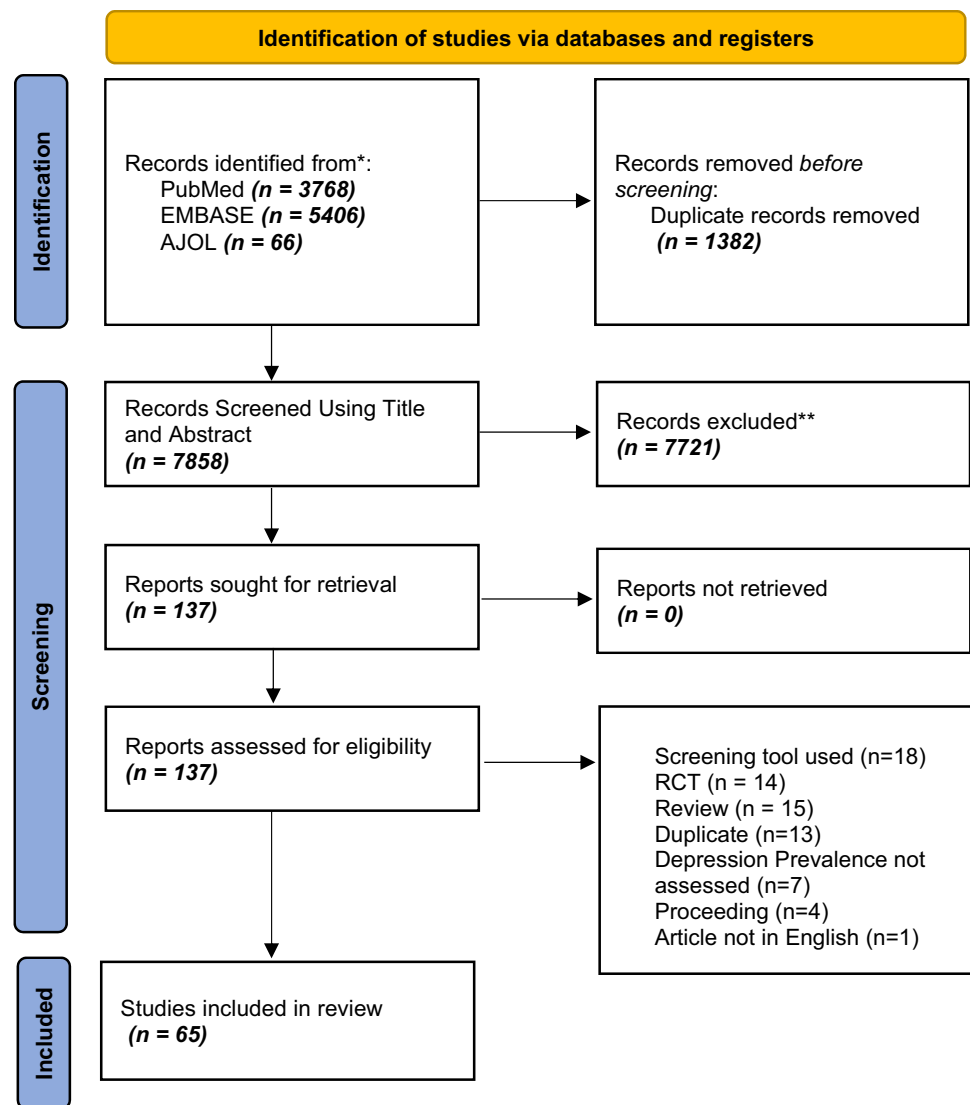 Identification of studies via databases and registers
Identification
Records identified from*:
PubMed (n = 3768)
EMBASE (n = 5406)
AJOL (n = 66)
Records removed before
screening:
Duplicate records removed
(n = 1382)
Screening
Records Screened Using Title
and Abstract
(n = 7858)
Records excluded**
(n = 7721)
Reports sought for retrieval
(n = 137)
Reports not retrieved
(n = 0)
Reports assessed for eligibility
(n = 137)
Screening tool used (n=18)
RCT (n = 14)
Review (n = 15)
Duplicate (n=13)
Depression Prevalence not
assessed (n=7)
Proceeding (n=4)
Article not in English (n=1)
Included
Studies included in review
(n = 65)